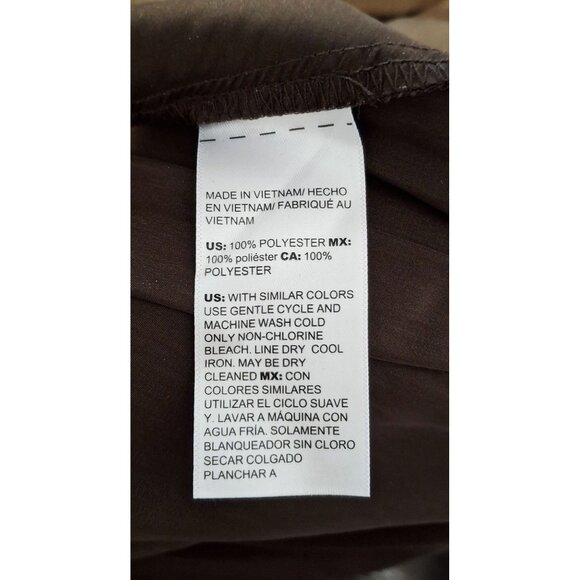 MADE IN VIETNAM/ HECHO
EN VIETNAM/ FABRIQUÉ AU
VIETNAM
US: 100% POLYESTER MX:
100% poliéster CA: 100%
POLYESTER
US: WITH SIMILAR COLORS
USE GENTLE CYCLE AND
MACHINE WASH COLD
ONLY NON-CHLORINE
BLEACH. LINE DRY COOL
IRON. MAY BE DRY
CLEANED MX: CON
COLORES SIMILARES
UTILIZAR EL CICLO SUAVE
Y. LAVAR A MÁQUINA CON
AGUA FRÍA. SOLAMENTE
BLANQUEADOR SIN CLORO
SECAR COLGADO
PLANCHAR A